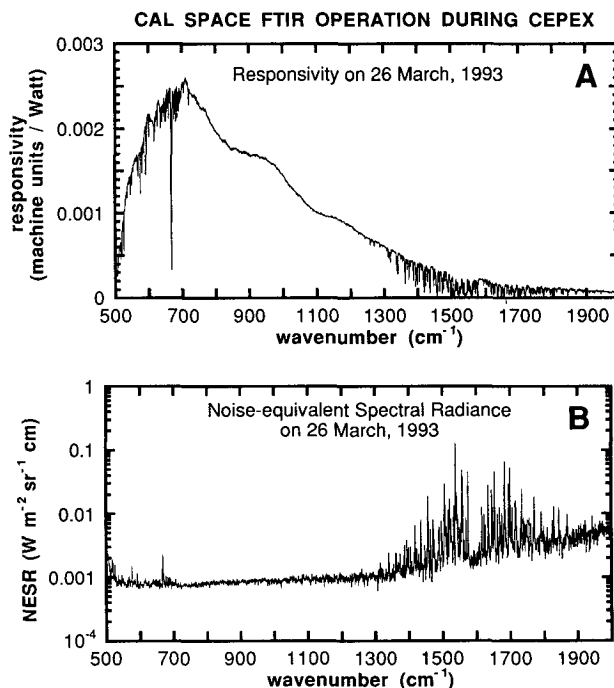 CAL SPACE FTIR OPERATION DURING CEPEX
0.003
0.002
0.001
0
responsivity
(machine units / Watt)
Responsivity on 26 March, 1993
A
500 700 900 1100 1300 1500 1700 1900
wavenumber (cm⁻¹)
1
0.1
0.01
0.001
10⁻⁴
NESR (W m⁻² sr⁻¹ cm)
Noise-equivalent Spectral Radiance
on 26 March, 1993
B
500 700 900 1100 1300 1500 1700 1900
wavenumber (cm⁻¹)